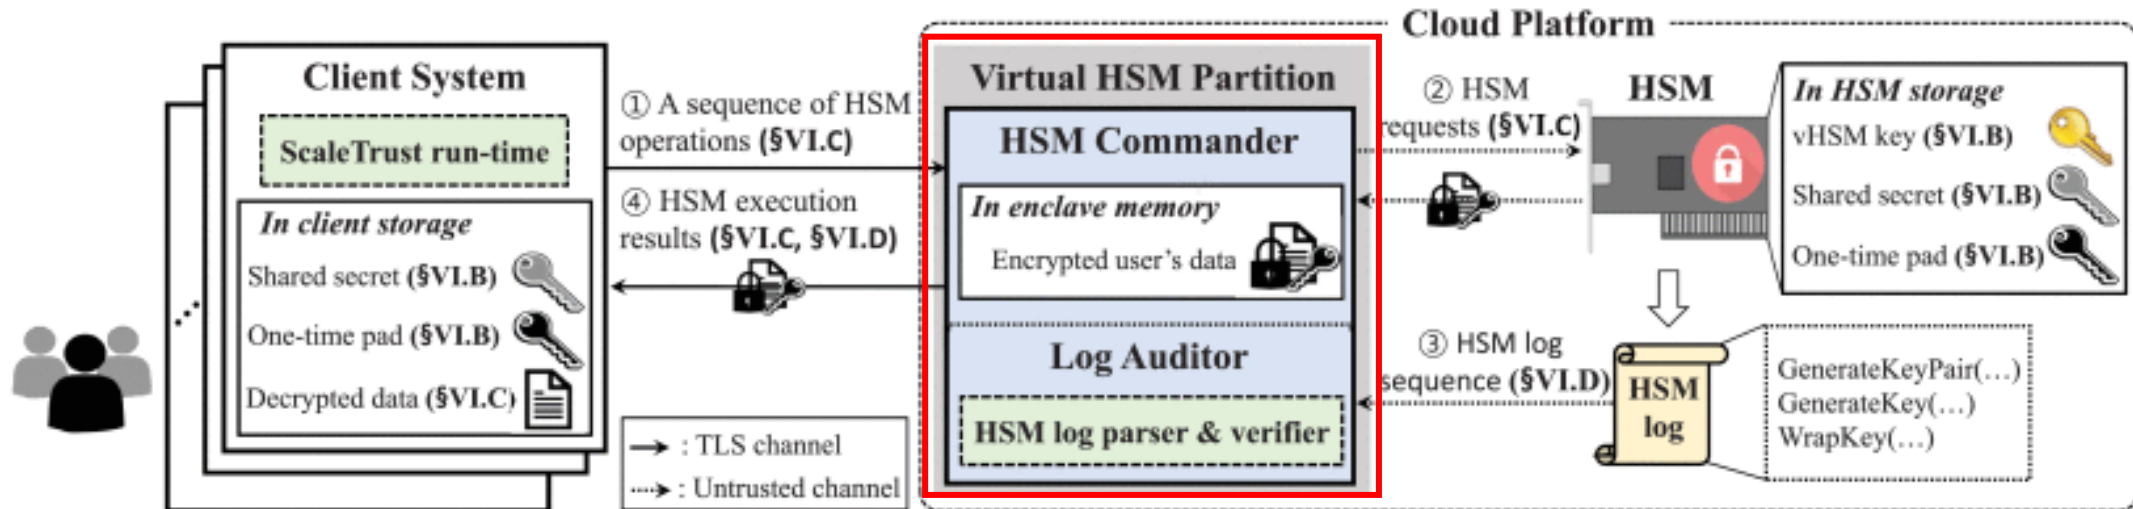 Cloud Platform
Client System
ScaleTrust run-time
In client storage
Shared secret (§VI.B)
One-time pad (§VI.B)
Decrypted data (§VI.C)
① A sequence of HSM
operations (§VI.C)
④ HSM execution
results (§VI.C, §VI.D)
: TLS channel
: Untrusted channel
Virtual HSM Partition
HSM Commander
In enclave memory
Encrypted user's data
Log Auditor
HSM log parser & verifier
② HSM
requests (§VI.C)
③ HSM log
sequence (§VI.D)
HSM
In HSM storage
vHSM key (§VI.B)
Shared secret (§VI.B)
One-time pad (§VI.B)
HSM
log
GenerateKeyPair(…)
GenerateKey(…)
WrapKey(…)